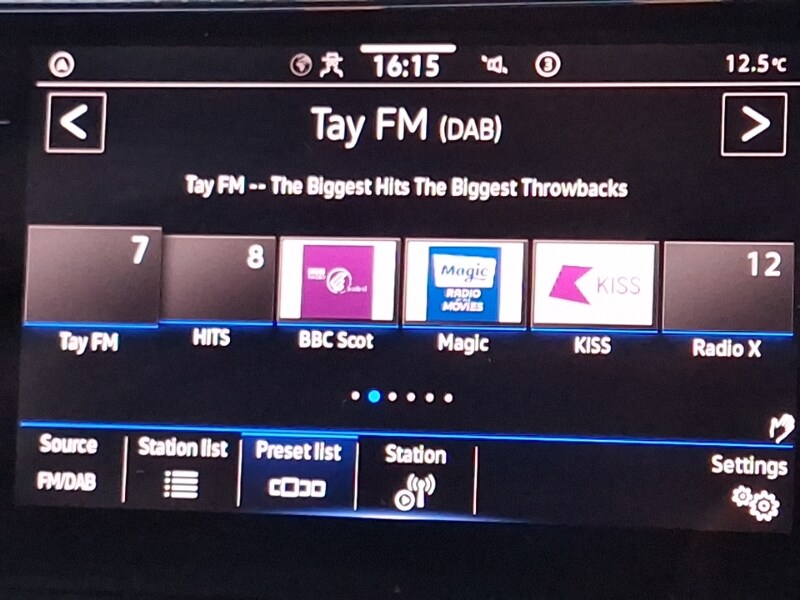 16:15
3
12.5°C
Tay FM (DAB)
Tay FM -- The Biggest Hits The Biggest Throwbacks
7
8
Magic
RADIO
MOVIES
KISS
12
Tay FM
HITS
BBC Scot
Magic
KISS
Radio X
Source
FM/DAB
Station list
Preset list
Station
Settings